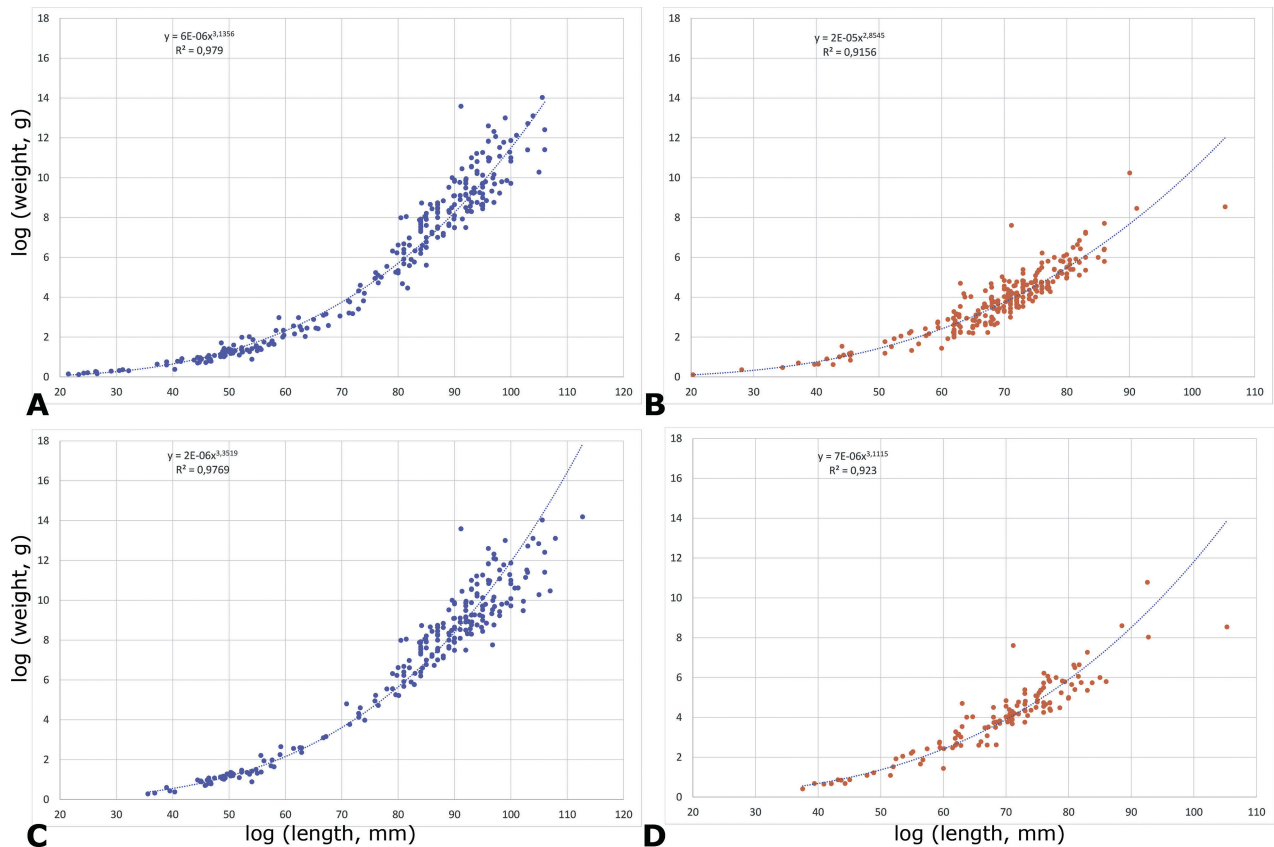 18
16
14
12
10
8
6
4
2
0
y = 6E-06x^3,1356
R² = 0,979
20 30 40 50 60 70 80 90 100 110 120
A
18
16
14
12
10
8
6
4
2
0
y = 2E-05x^2,8545
R² = 0,9156
20 30 40 50 60 70 80 90 100 110
B
log (weight, g)
18
16
14
12
10
8
6
4
2
0
y = 2E-06x^3,3519
R² = 0,9769
20 30 40 50 60 70 80 90 100 110 120
C
log (length, mm)
log (weight, g)
18
16
14
12
10
8
6
4
2
0
y = 7E-06x^3,1115
R² = 0,923
20 30 40 50 60 70 80 90 100 110
D
log (length, mm)